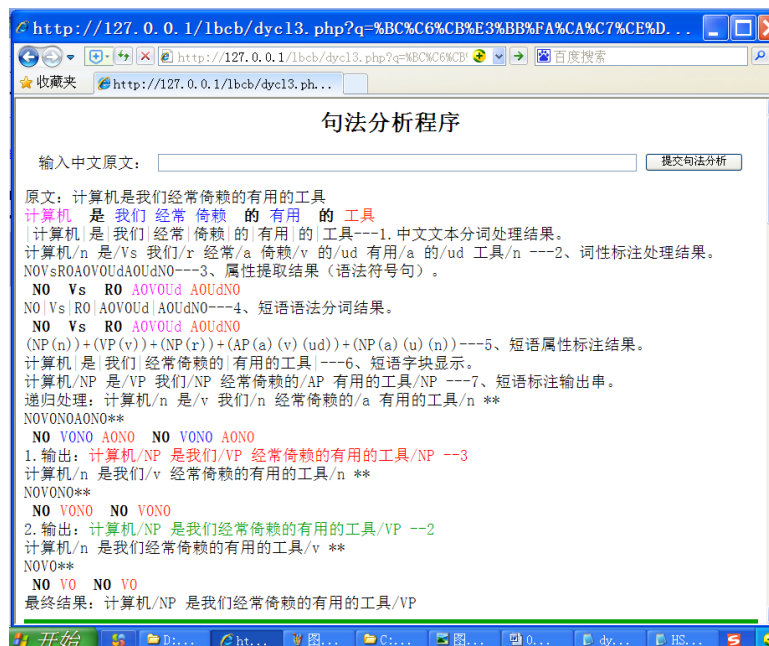 http://127.0.0.1/lbcb/dycl3.php?q=%BC%C6%CB%E3%BB%FA%CA%C7%CE%D...
http://127.0.0.1/lbcb/dycl3.php?q=%BC%C6%CB% 百度搜索
收藏夹 http://127.0.0.1/lbcb/dycl3.ph...
句法分析程序
输入中文原文: 提交句法分析
原文: 计算机是我们经常倚赖的有用的工具
计算机 是 我们 经常 倚赖 的 有用 的 工具
|计算机|是|我们|经常|倚赖|的|有用|的|工具---1.中文文本分词处理结果。
计算机/n 是/Vs 我们/r 经常/a 倚赖/v 的/ud 有用/a 的/ud 工具/n ---2、词性标注处理结果。
N0VsR0A0V0UdA0UdN0---3、属性提取结果（语法符号句）。
N0 Vs R0 A0V0Ud A0UdN0
N0|Vs|R0|A0V0Ud|A0UdN0---4、短语语法分词结果。
N0 Vs R0 A0V0Ud A0UdN0
(NP(n))+(VP(v))+(NP(r))+(AP(a)(v)(ud))+(NP(a)(u)(n))---5、短语属性标注结果。
计算机|是|我们|经常倚赖的|有用的工具|---6、短语字块显示。
计算机/NP 是/VP 我们/NP 经常倚赖的/AP 有用的工具/NP ---7、短语标注输出串。
递归处理: 计算机/n 是/v 我们/n 经常倚赖的/a 有用的工具/n **
N0V0N0A0N0**
N0 V0N0 A0N0 N0 V0N0 A0N0
1.输出: 计算机/NP 是我们/VP 经常倚赖的有用的工具/NP --3
计算机/n 是我们/v 经常倚赖的有用的工具/n **
N0V0N0**
N0 V0N0 N0 V0N0
2.输出: 计算机/NP 是我们经常倚赖的有用的工具/VP --2
计算机/n 是我们经常倚赖的有用的工具/v **
N0V0**
N0 V0 N0 V0
最终结果: 计算机/NP 是我们经常倚赖的有用的工具/VP
开始 D:... ht... 图... C:... 图... 0... dy... HS...